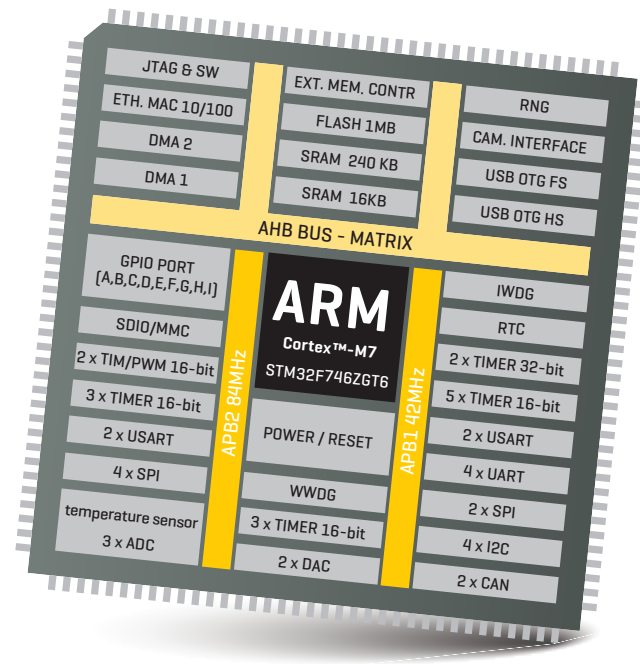 JTAG & SW
ETH. MAC 10/100
DMA 2
DMA 1
EXT. MEM. CONTR
FLASH 1MB
SRAM 240 KB
SRAM 16KB
RNG
CAM. INTERFACE
USB OTG FS
USB OTG HS
AHB BUS - MATRIX
GPIO PORT
(A,B,C,D,E,F,G,H,I)
SDIO/MMC
2 x TIM/PWM 16-bit
3 x TIMER 16-bit
2 x USART
4 x SPI
temperature sensor
3 x ADC
APB2 84MHz
ARM
Cortex™-M7
STM32F746ZGT6
POWER / RESET
WWDG
3 x TIMER 16-bit
2 x DAC
APB1 42MHz
IWDG
RTC
2 x TIMER 32-bit
5 x TIMER 16-bit
2 x USART
4 x UART
2 x SPI
4 x I2C
2 x CAN